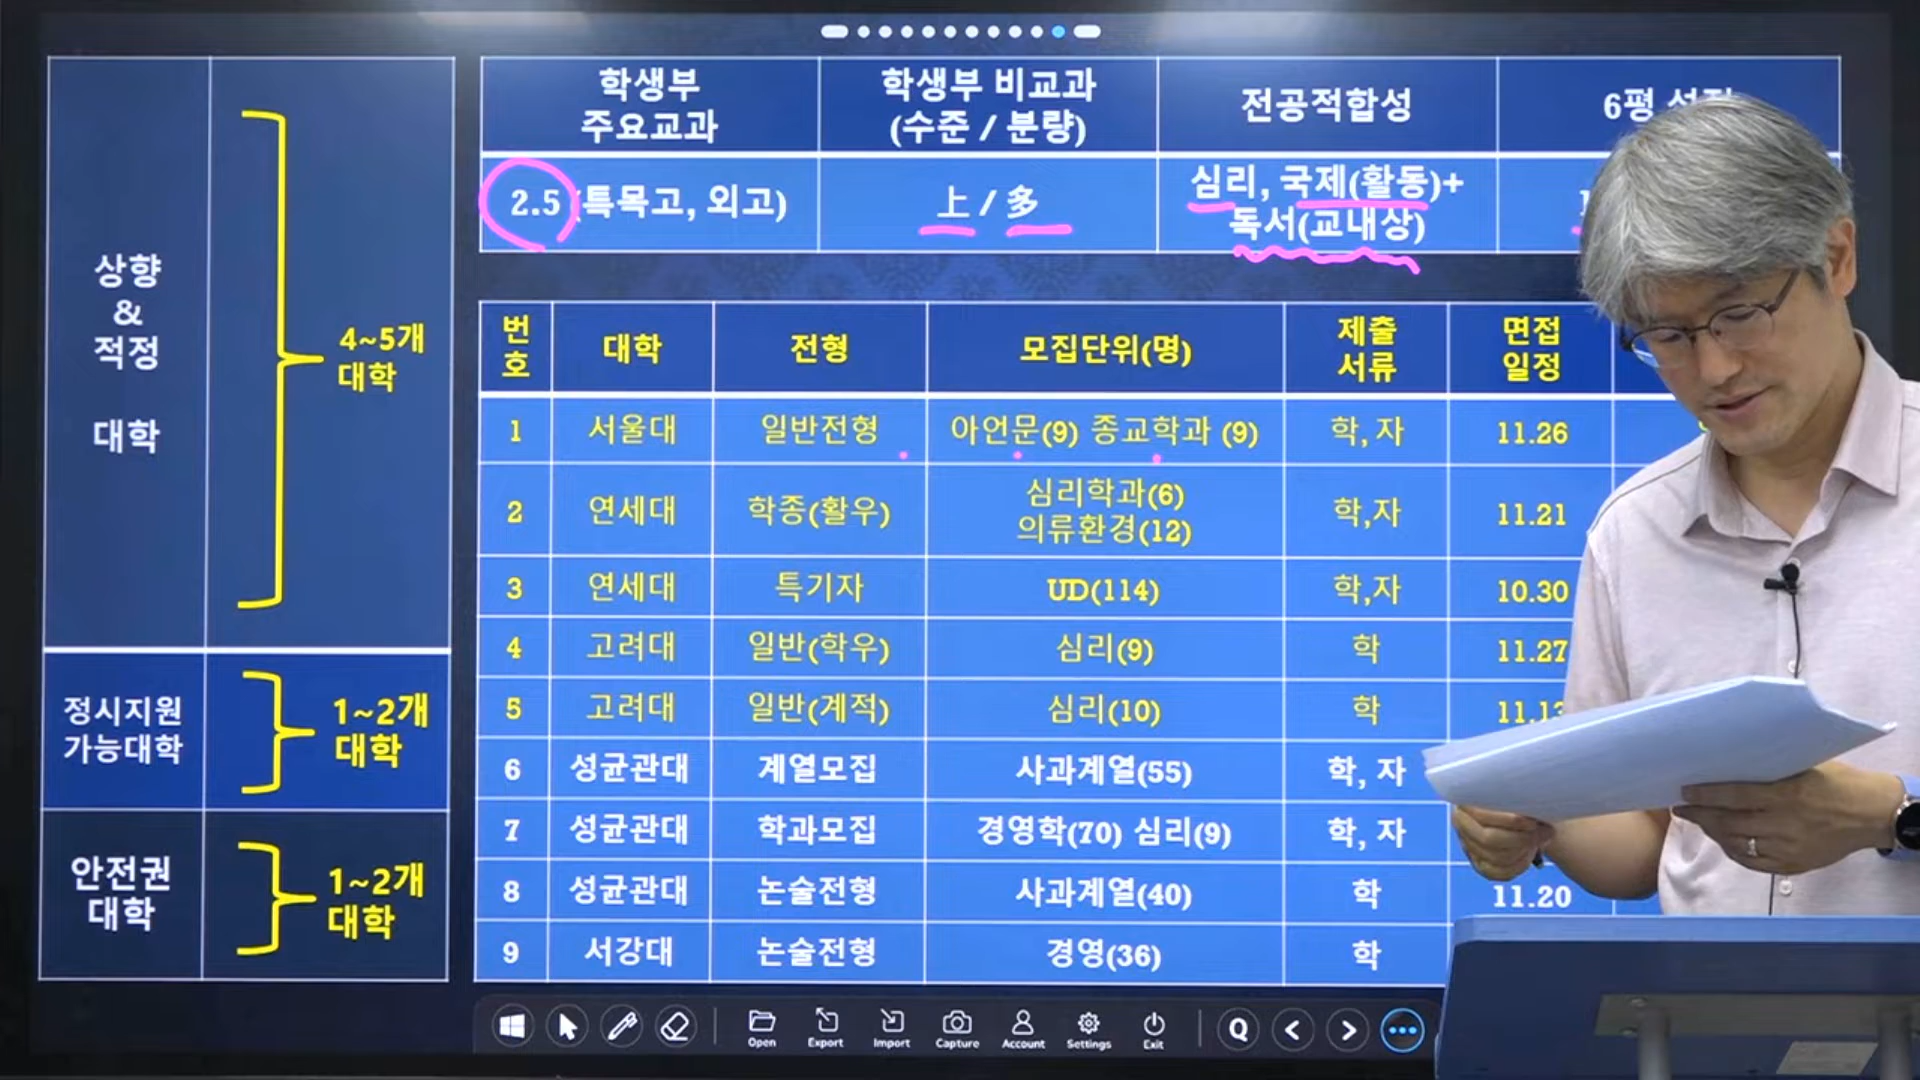 상향
&
적정
대학
4~5개
대학
정시지원
가능대학
1~2개
대학
안전권
대학
1~2개
대학
학생부
주요교과
학생부 비교과
(수준 / 분량)
전공적합성
6평
2.5 (특목고, 외고)
上 / 多
심리, 국제(활동)+
독서(교내상)
번
호
대학
전형
모집단위(명)
제출
서류
면접
일정
1 서울대 일반전형 아언문(9) 종교학과 (9) 학, 자 11.26
2 연세대 학종(활우) 심리학과(6)
의류환경(12) 학,자 11.21
3 연세대 특기자 UD(114) 학,자 10.30
4 고려대 일반(학우) 심리(9) 학 11.27
5 고려대 일반(계적) 심리(10) 학
6 성균관대 계열모집 사과계열(55) 학, 자
7 성균관대 학과모집 경영학(70) 심리(9) 학, 자
8 성균관대 논술전형 사과계열(40) 학 11.20
9 서강대 논술전형 경영(36) 학
Open Export Import Capture Account Settings Exit